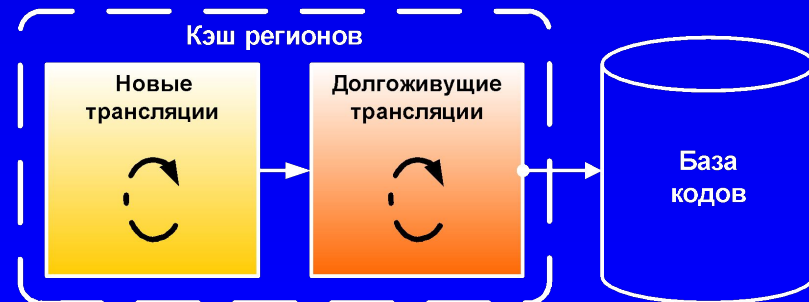 Кэш регионов
Новые
трансляции
Долгоживущие
трансляции
База
кодов